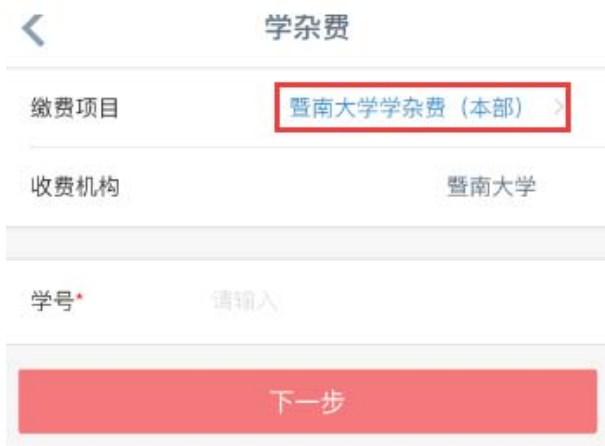 学杂费
缴费项目 暨南大学学杂费（本部）
收费机构 暨南大学
学号* 请输入
下一步